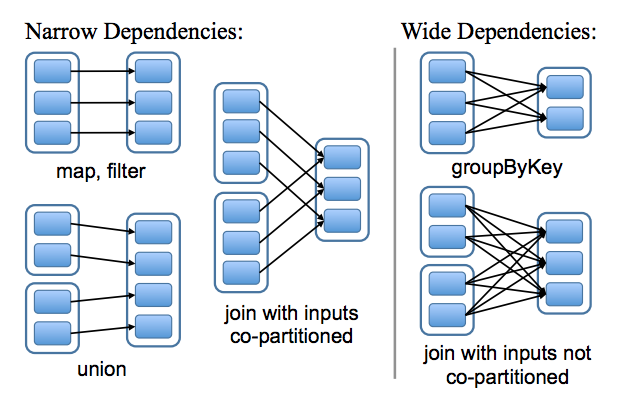 Narrow Dependencies:
Wide Dependencies:
map, filter
union
join with inputs
co-partitioned
groupByKey
join with inputs not
co-partitioned